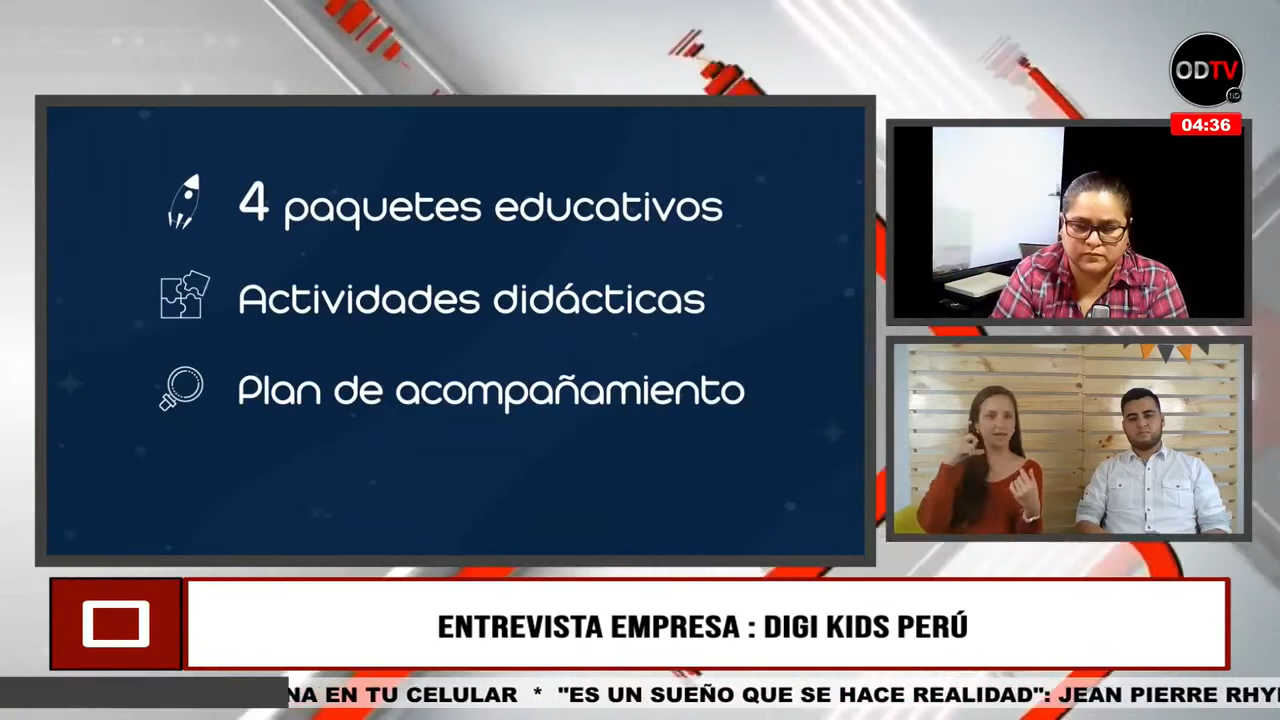 ODTV
HD
04:36
4 paquetes educativos
Actividades didácticas
Plan de acompañamiento
ENTREVISTA EMPRESA : DIGI KIDS PERÚ
NA EN TU CELULAR * "ES UN SUEÑO QUE SE HACE REALIDAD": JEAN PIERRE RHY